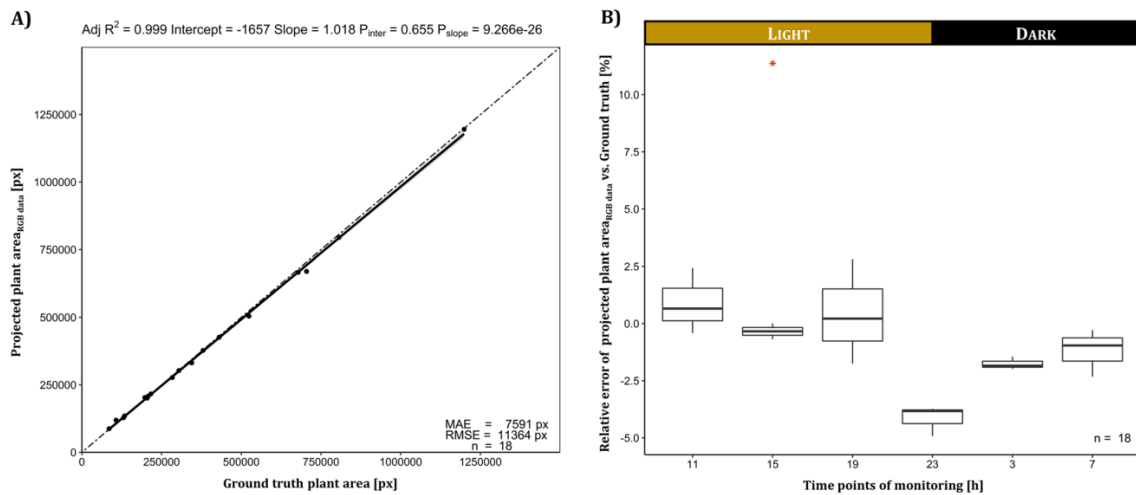 A)
Adj R² = 0.999 Intercept = -1657 Slope = 1.018 P_inter = 0.655 P_slope = 9.266e-26
Projected plant area_RGB data [px]
1250000
1000000
750000
500000
250000
0
MAE = 7591 px
RMSE = 11364 px
n = 18
0 250000 500000 750000 1000000 1250000
Ground truth plant area [px]
B)
LIGHT DARK
Relative error of projected plant area_RGB data vs. Ground truth [%]
10.0
7.5
5.0
2.5
0.0
-2.5
-5.0
*
n = 18
11 15 19 23 3 7
Time points of monitoring [h]